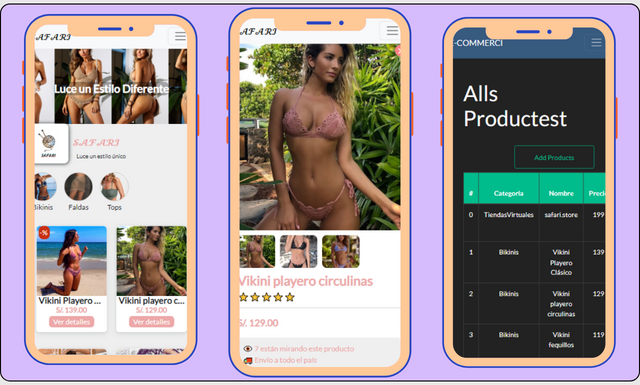 AFARI
Luce un Estilo Diferente
SAFARI
SAFARI
Luce un estilo único
Bikinis
Faldas
Tops
%
Vikini Playero ...
S/. 139.00
Ver detalles
Vikini playero c...
S/. 129.00
Ver detalles
AFARI
Vikini playero circulinas
S/. 129.00
7 están mirando este producto
Envío a todo el país
E-COMMERCI
Alls
Productest
Add Products
# Categoria Nombre Precio
0 TiendasVirtuales safari.store 199
1 Bikinis Vikini Playero Clásico 139
2 Bikinis Vikini playero circulinas 129
3 Bikinis Vikini fequillos 119